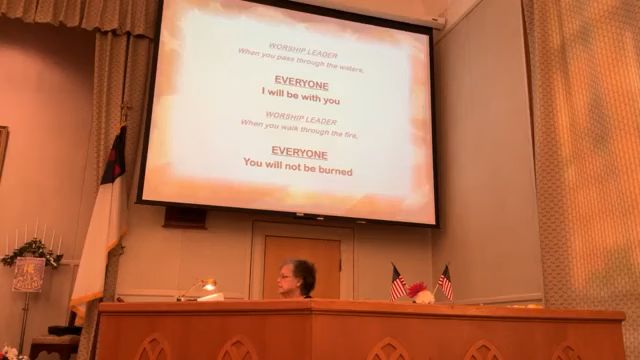 WORSHIP LEADER
When you pass through the waters,
EVERYONE
I will be with you
WORSHIP LEADER
When you walk through the fire,
EVERYONE
You will not be burned